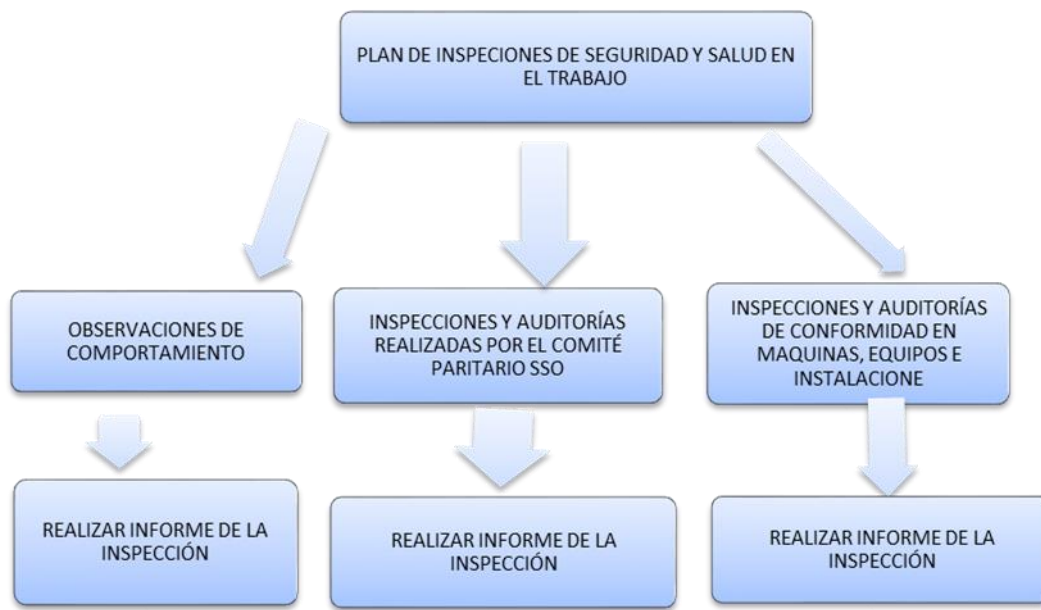 PLAN DE INSPECIONES DE SEGURIDAD Y SALUD EN
EL TRABAJO
OBSERVACIONES DE
COMPORTAMIENTO
INSPECCIONES Y AUDITORÍAS
REALIZADAS POR EL COMITÉ
PARITARIO SSO
INSPECCIONES Y AUDITORÍAS
DE CONFORMIDAD EN
MAQUINAS, EQUIPOS E
INSTALACIONE
REALIZAR INFORME DE LA
INSPECCIÓN
REALIZAR INFORME DE LA
INSPECCIÓN
REALIZAR INFORME DE LA
INSPECCIÓN